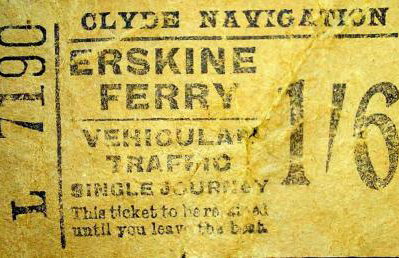 L 7190
CLYDE NAVIGATION
ERSKINE
FERRY
1/6
VEHICULAR
TRAFFIC
SINGLE JOURNEY
This ticket to be retained
until you leave the boat.